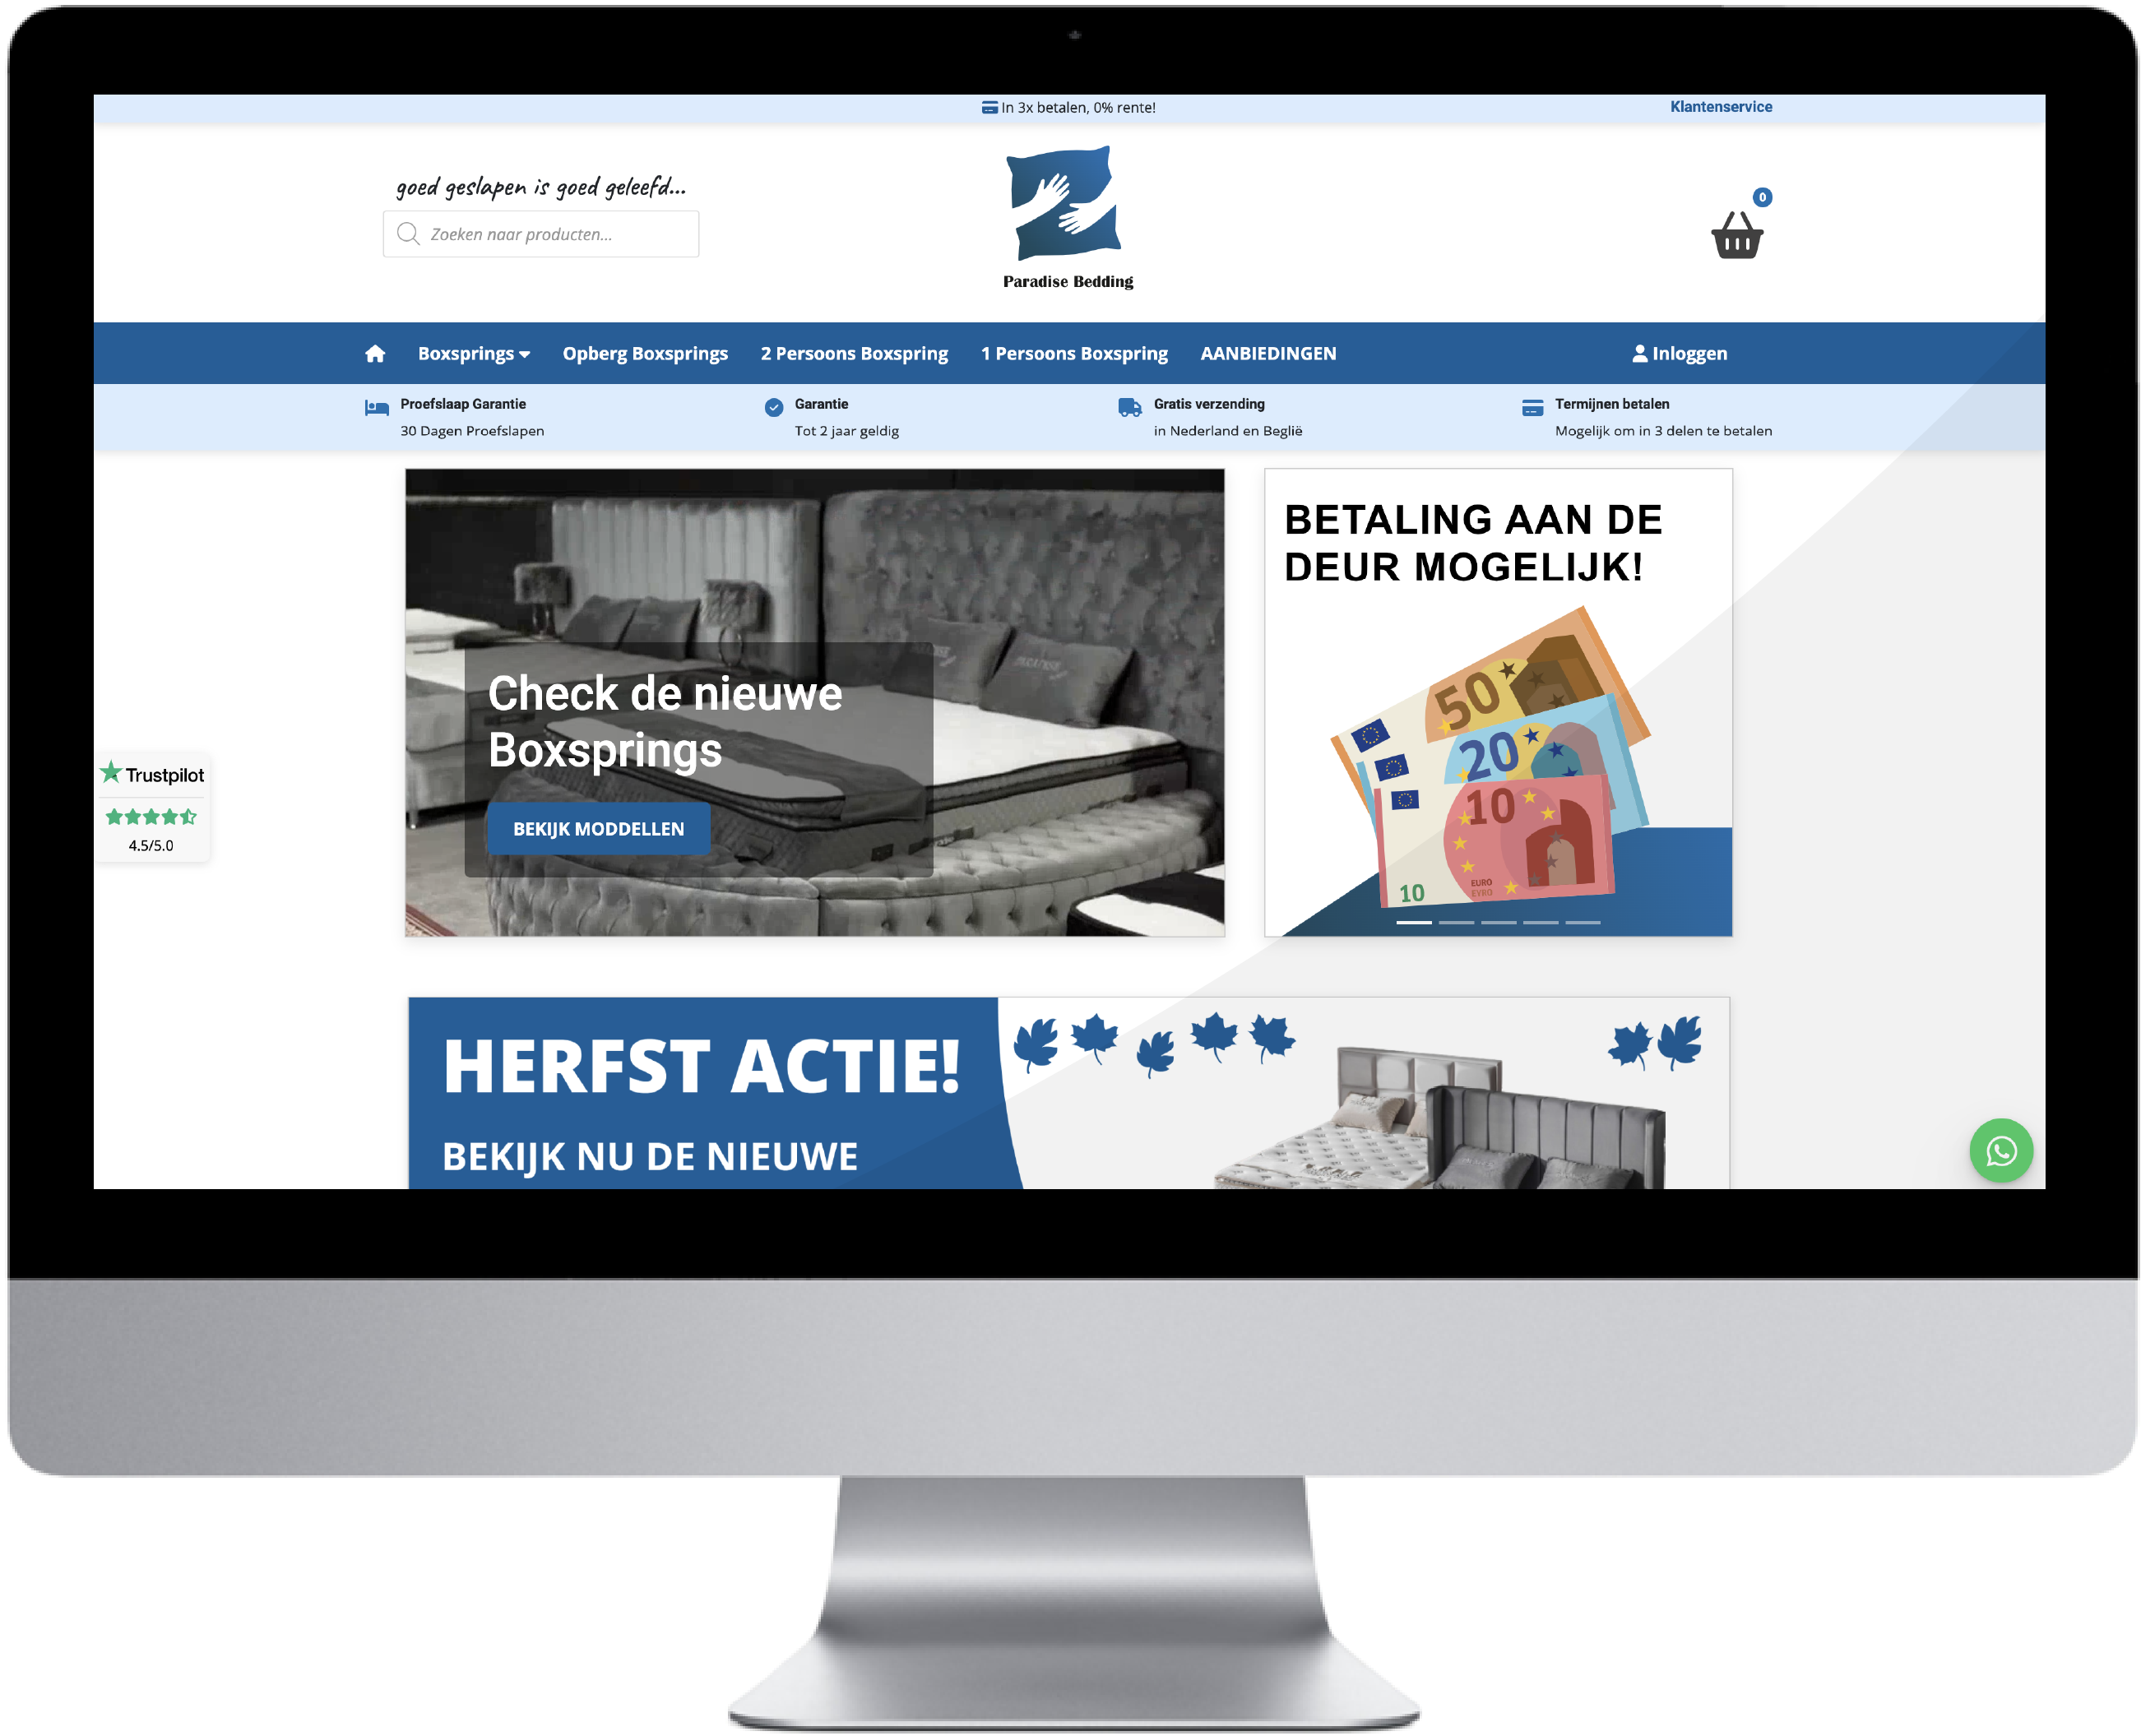 In 3x betalen, 0% rente!
Klantenservice
goed geslapen is goed geleefd...
Zoeken naar producten...
Paradise Bedding
0
Boxsprings
Opberg Boxsprings
2 Persoons Boxspring
1 Persoons Boxspring
AANBIEDINGEN
Inloggen
Proefslaap Garantie
30 Dagen Proefslapen
Garantie
Tot 2 jaar geldig
Gratis verzending
in Nederland en Beglië
Termijnen betalen
Mogelijk om in 3 delen te betalen
Check de nieuwe
Boxsprings
BEKIJK MODDELLEN
PARADISE
BETALING AAN DE
DEUR MOGELIJK!
50
20
10
EURO
EYPO
10
Trustpilot
4.5/5.0
HERFST ACTIE!
BEKIJK NU DE NIEUWE